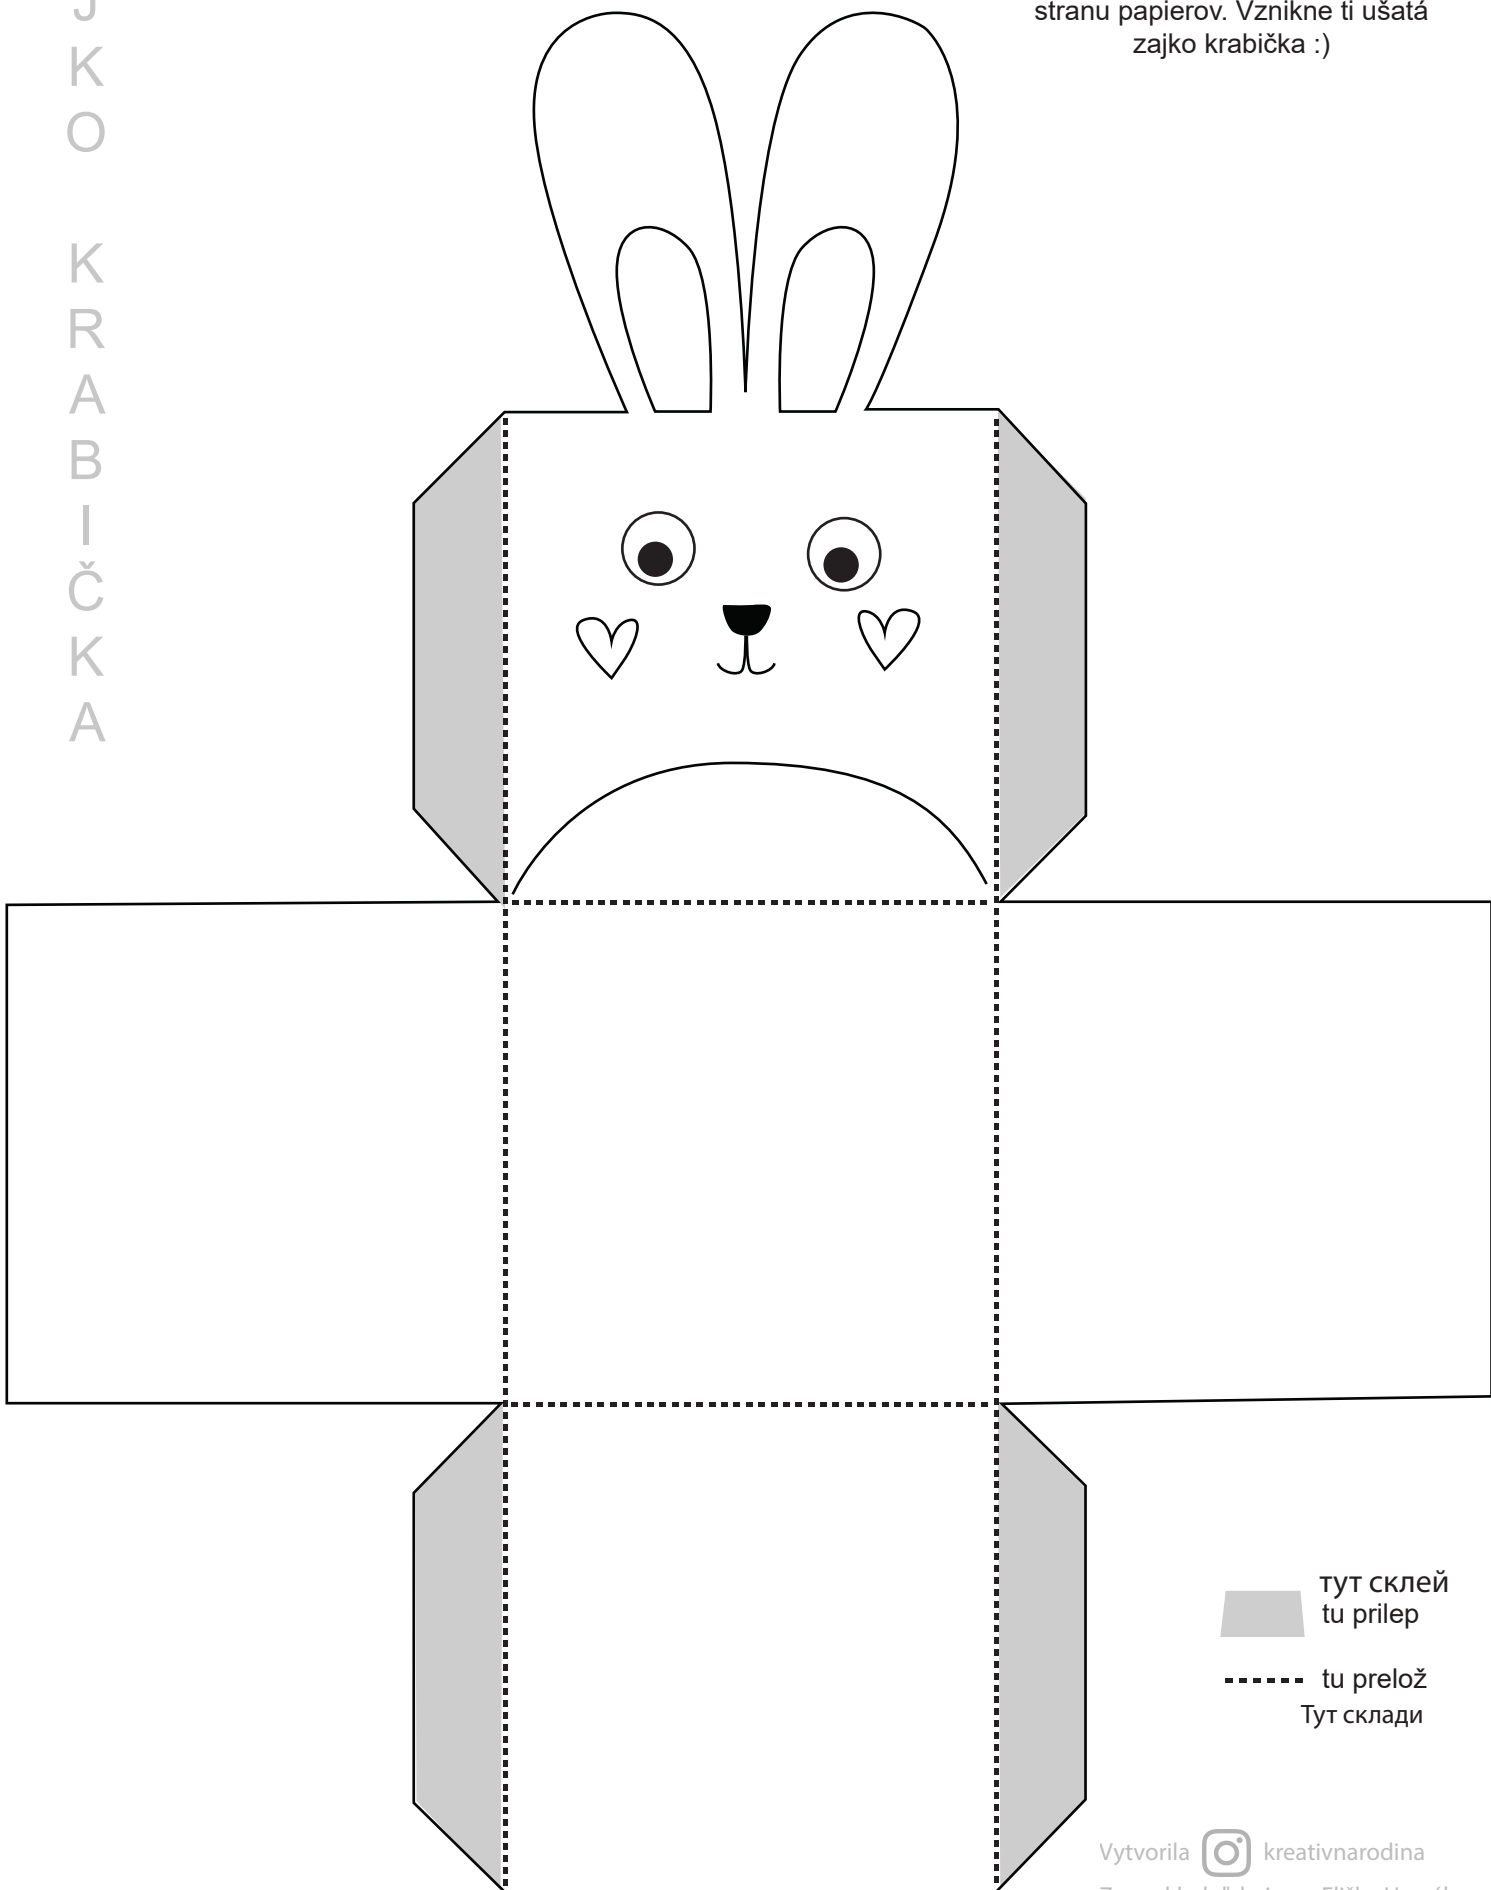 J
K
O
K
R
A
B
I
Č
K
A
stranu papierov. Vznikne ti ušatá
zajko krabička :)
тут склей
tu prilep
tu prelož
Тут склади
Vytvorila kreativnarodina